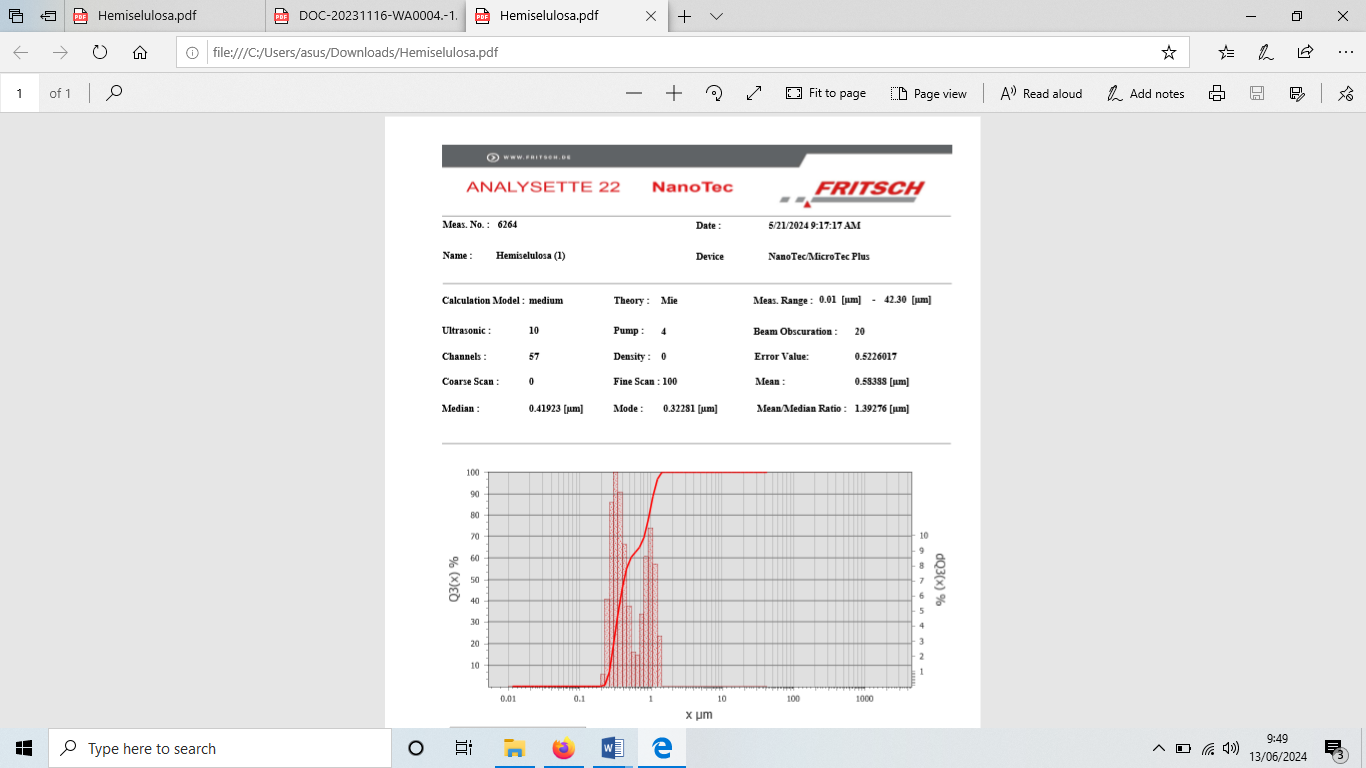 Hemiselulosa.pdf
DOC-20231116-WA0004.-1.
Hemiselulosa.pdf
file:///C:/Users/asus/Downloads/Hemiselulosa.pdf
1 of 1 Fit to page Page view Read aloud Add notes
WWW.FRITSCH.DE
ANALYSETTE 22 NanoTec FRITSCH
Meas. No. : 6264 Date : 5/21/2024 9:17:17 AM
Name : Hemiselulosa (1) Device NanoTec/MicroTec Plus
Calculation Model : medium Theory : Mie Meas. Range : 0.01 [µm] - 42.30 [µm]
Ultrasonic : 10 Pump : 4 Beam Obscuration : 20
Channels : 57 Density : 0 Error Value: 0.5226017
Coarse Scan : 0 Fine Scan : 100 Mean : 0.58388 [µm]
Median : 0.41923 [µm] Mode : 0.32281 [µm] Mean/Median Ratio : 1.39276 [µm]
100
90
80
70
60
50
40
30
20
10
Q3(x) %
10
9
8
7
6
5
4
3
2
1
dQ3(x) %
0.01 0.1 1 10 100 1000
x µm
Type here to search
9:49
13/06/2024
3